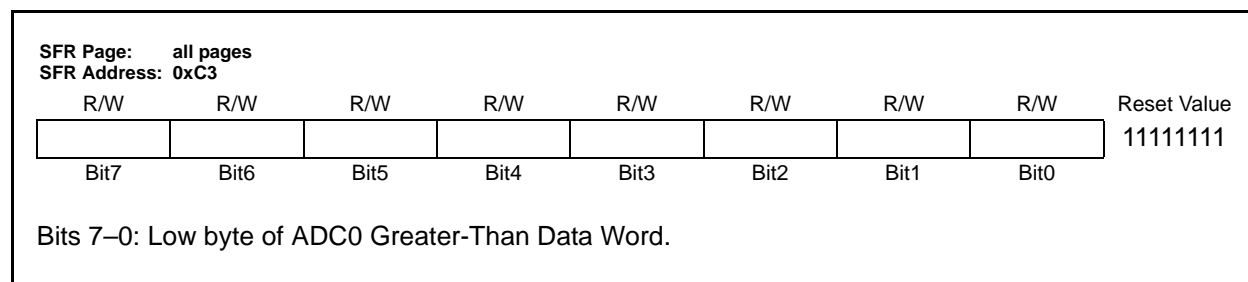 SFR Page: all pages
SFR Address: 0xC3
R/W R/W R/W R/W R/W R/W R/W R/W Reset Value
11111111
Bit7 Bit6 Bit5 Bit4 Bit3 Bit2 Bit1 Bit0
Bits 7–0: Low byte of ADC0 Greater-Than Data Word.